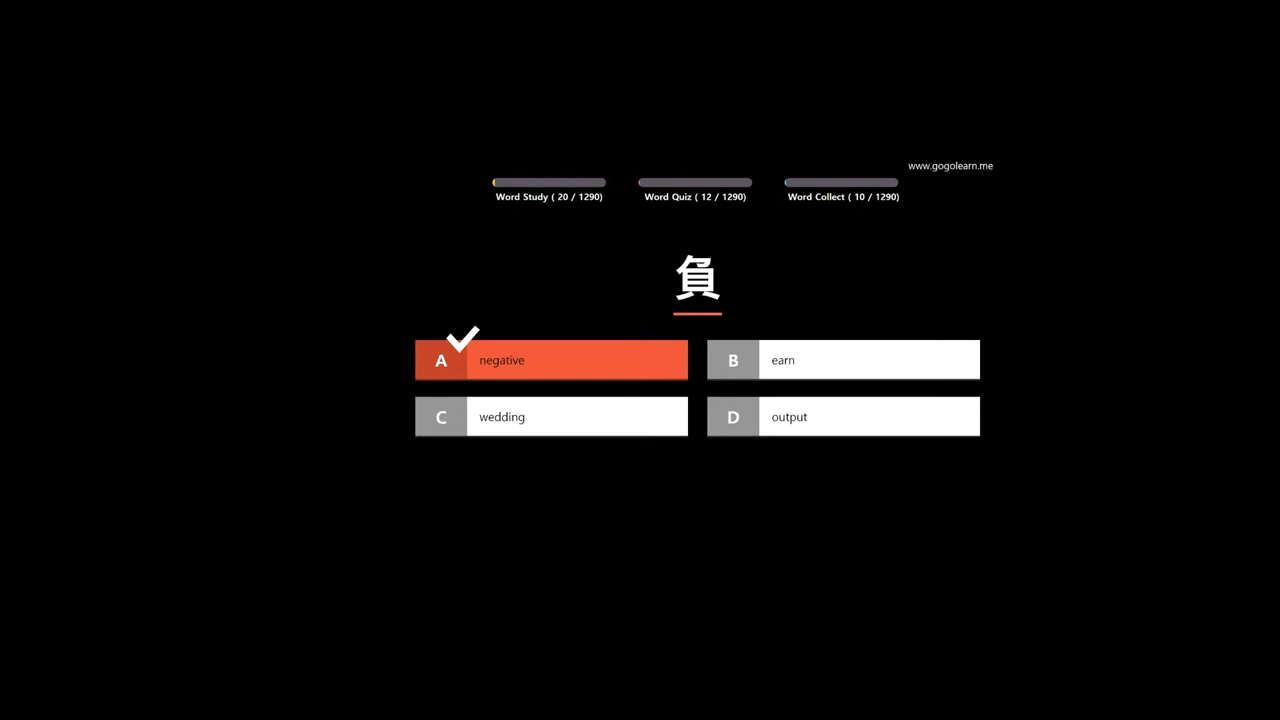 www.gogolearn.me
Word Study ( 20 / 1290)
Word Quiz ( 12 / 1290)
Word Collect ( 10 / 1290)
負
A negative
B earn
C wedding
D output